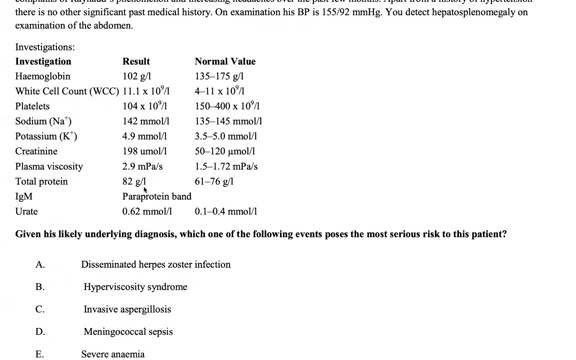 complains of Raynaud's phenomenon and increasing headaches over the past few months. Apart from a history of hypertension
there is no other significant past medical history. On examination his BP is 155/92 mmHg. You detect hepatosplenomegaly on
examination of the abdomen.
Investigations:
Investigation Result Normal Value
Haemoglobin 102 g/l 135–175 g/l
White Cell Count (WCC) 11.1 x 10⁹/l 4–11 x 10⁹/l
Platelets 104 x 10⁹/l 150–400 x 10⁹/l
Sodium (Na⁺) 142 mmol/l 135–145 mmol/l
Potassium (K⁺) 4.9 mmol/l 3.5–5.0 mmol/l
Creatinine 198 umol/l 50–120 µmol/l
Plasma viscosity 2.9 mPa/s 1.5–1.72 mPa/s
Total protein 82 g/l 61–76 g/l
IgM Paraprotein band
Urate 0.62 mmol/l 0.1–0.4 mmol/l
Given his likely underlying diagnosis, which one of the following events poses the most serious risk to this patient?
A. Disseminated herpes zoster infection
B. Hyperviscosity syndrome
C. Invasive aspergillosis
D. Meningococcal sepsis
E. Severe anaemia